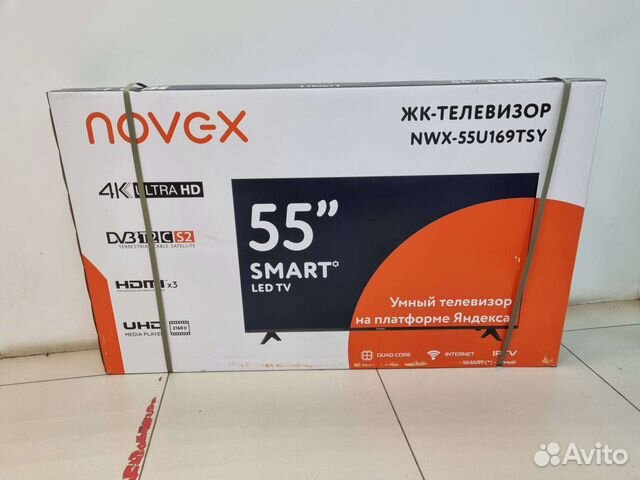 novex
ЖК-ТЕЛЕВИЗОР
NWX-55U169TSY
4K ULTRA HD
DVB T2 C S2
TERRESTRIAL CABLE SATELLITE
HDMI x3
UHD 2160p
MEDIA PLAYER
55”
SMART
LED TV
Умный телевизор
на платформе Яндекса
QUAD CORE INTERNET IPTV
Avito